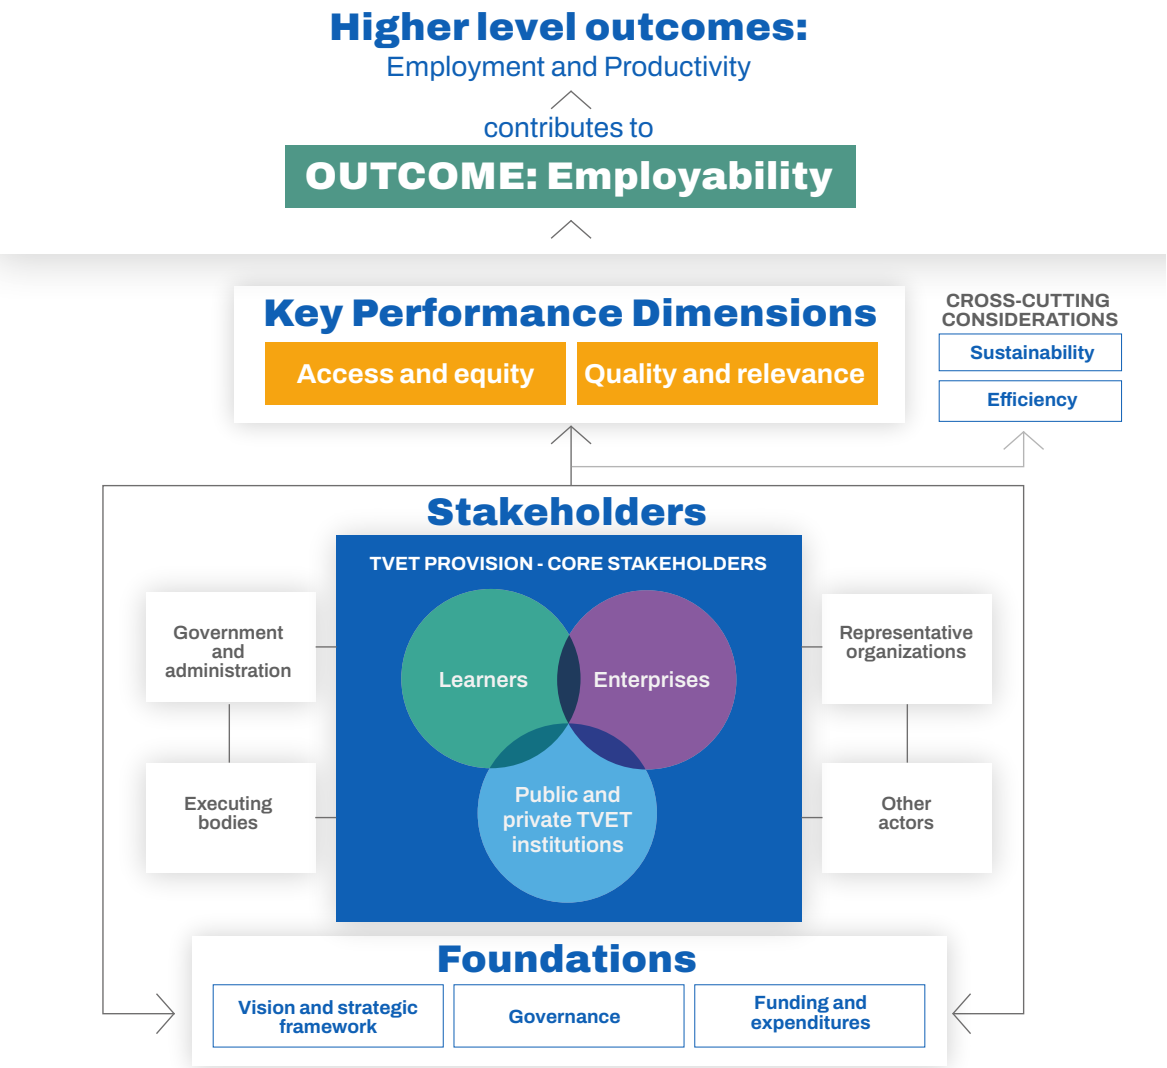 Higher level outcomes:
Employment and Productivity
contributes to
OUTCOME: Employability
Key Performance Dimensions
Access and equity
Quality and relevance
CROSS-CUTTING
CONSIDERATIONS
Sustainability
Efficiency
Stakeholders
TVET PROVISION - CORE STAKEHOLDERS
Government
and
administration
Executing
bodies
Learners
Enterprises
Public and
private TVET
institutions
Representative
organizations
Other
actors
Foundations
Vision and strategic
framework
Governance
Funding and
expenditures